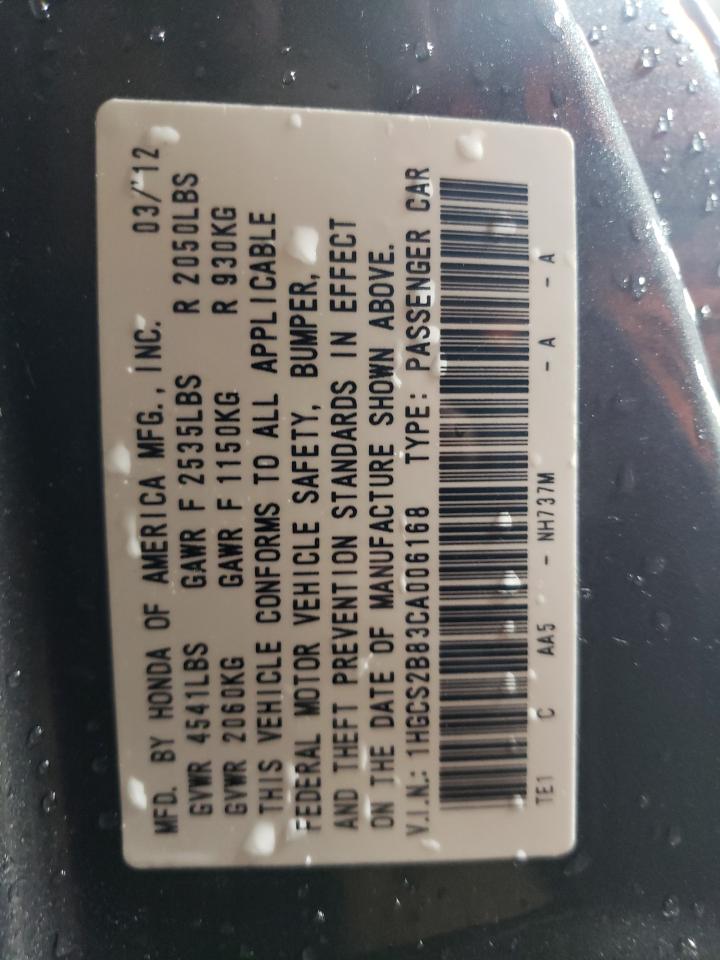 MFD. BY HONDA OF AMERICA MFG., INC. 03/'12
GVWR 4541LBS GAWR F 2535LBS R 2050LBS
GVWR 2060KG GAWR F 1150KG R 930KG
THIS VEHICLE CONFORMS TO ALL APPLICABLE
FEDERAL MOTOR VEHICLE SAFETY, BUMPER,
AND THEFT PREVENTION STANDARDS IN EFFECT
ON THE DATE OF MANUFACTURE SHOWN ABOVE.
V.I.N.: 1HGCS2B83CA006168 TYPE: PASSENGER CAR
TE1 C AA5 - NH737M - A - A